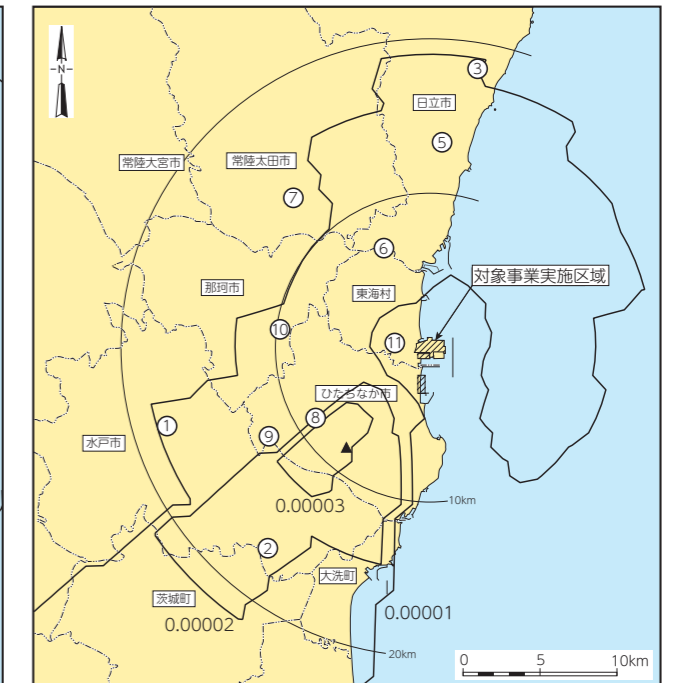 N
③
日立市
⑤
常陸大宮市
常陸太田市
⑦
⑥
対象事業実施区域
那珂市
東海村
⑩
⑪
ひたちなか市
⑧
①
⑨
水戸市
0.00003
10km
②
大洗町
茨城町
0.00001
0.00002
20km
0 5 10km